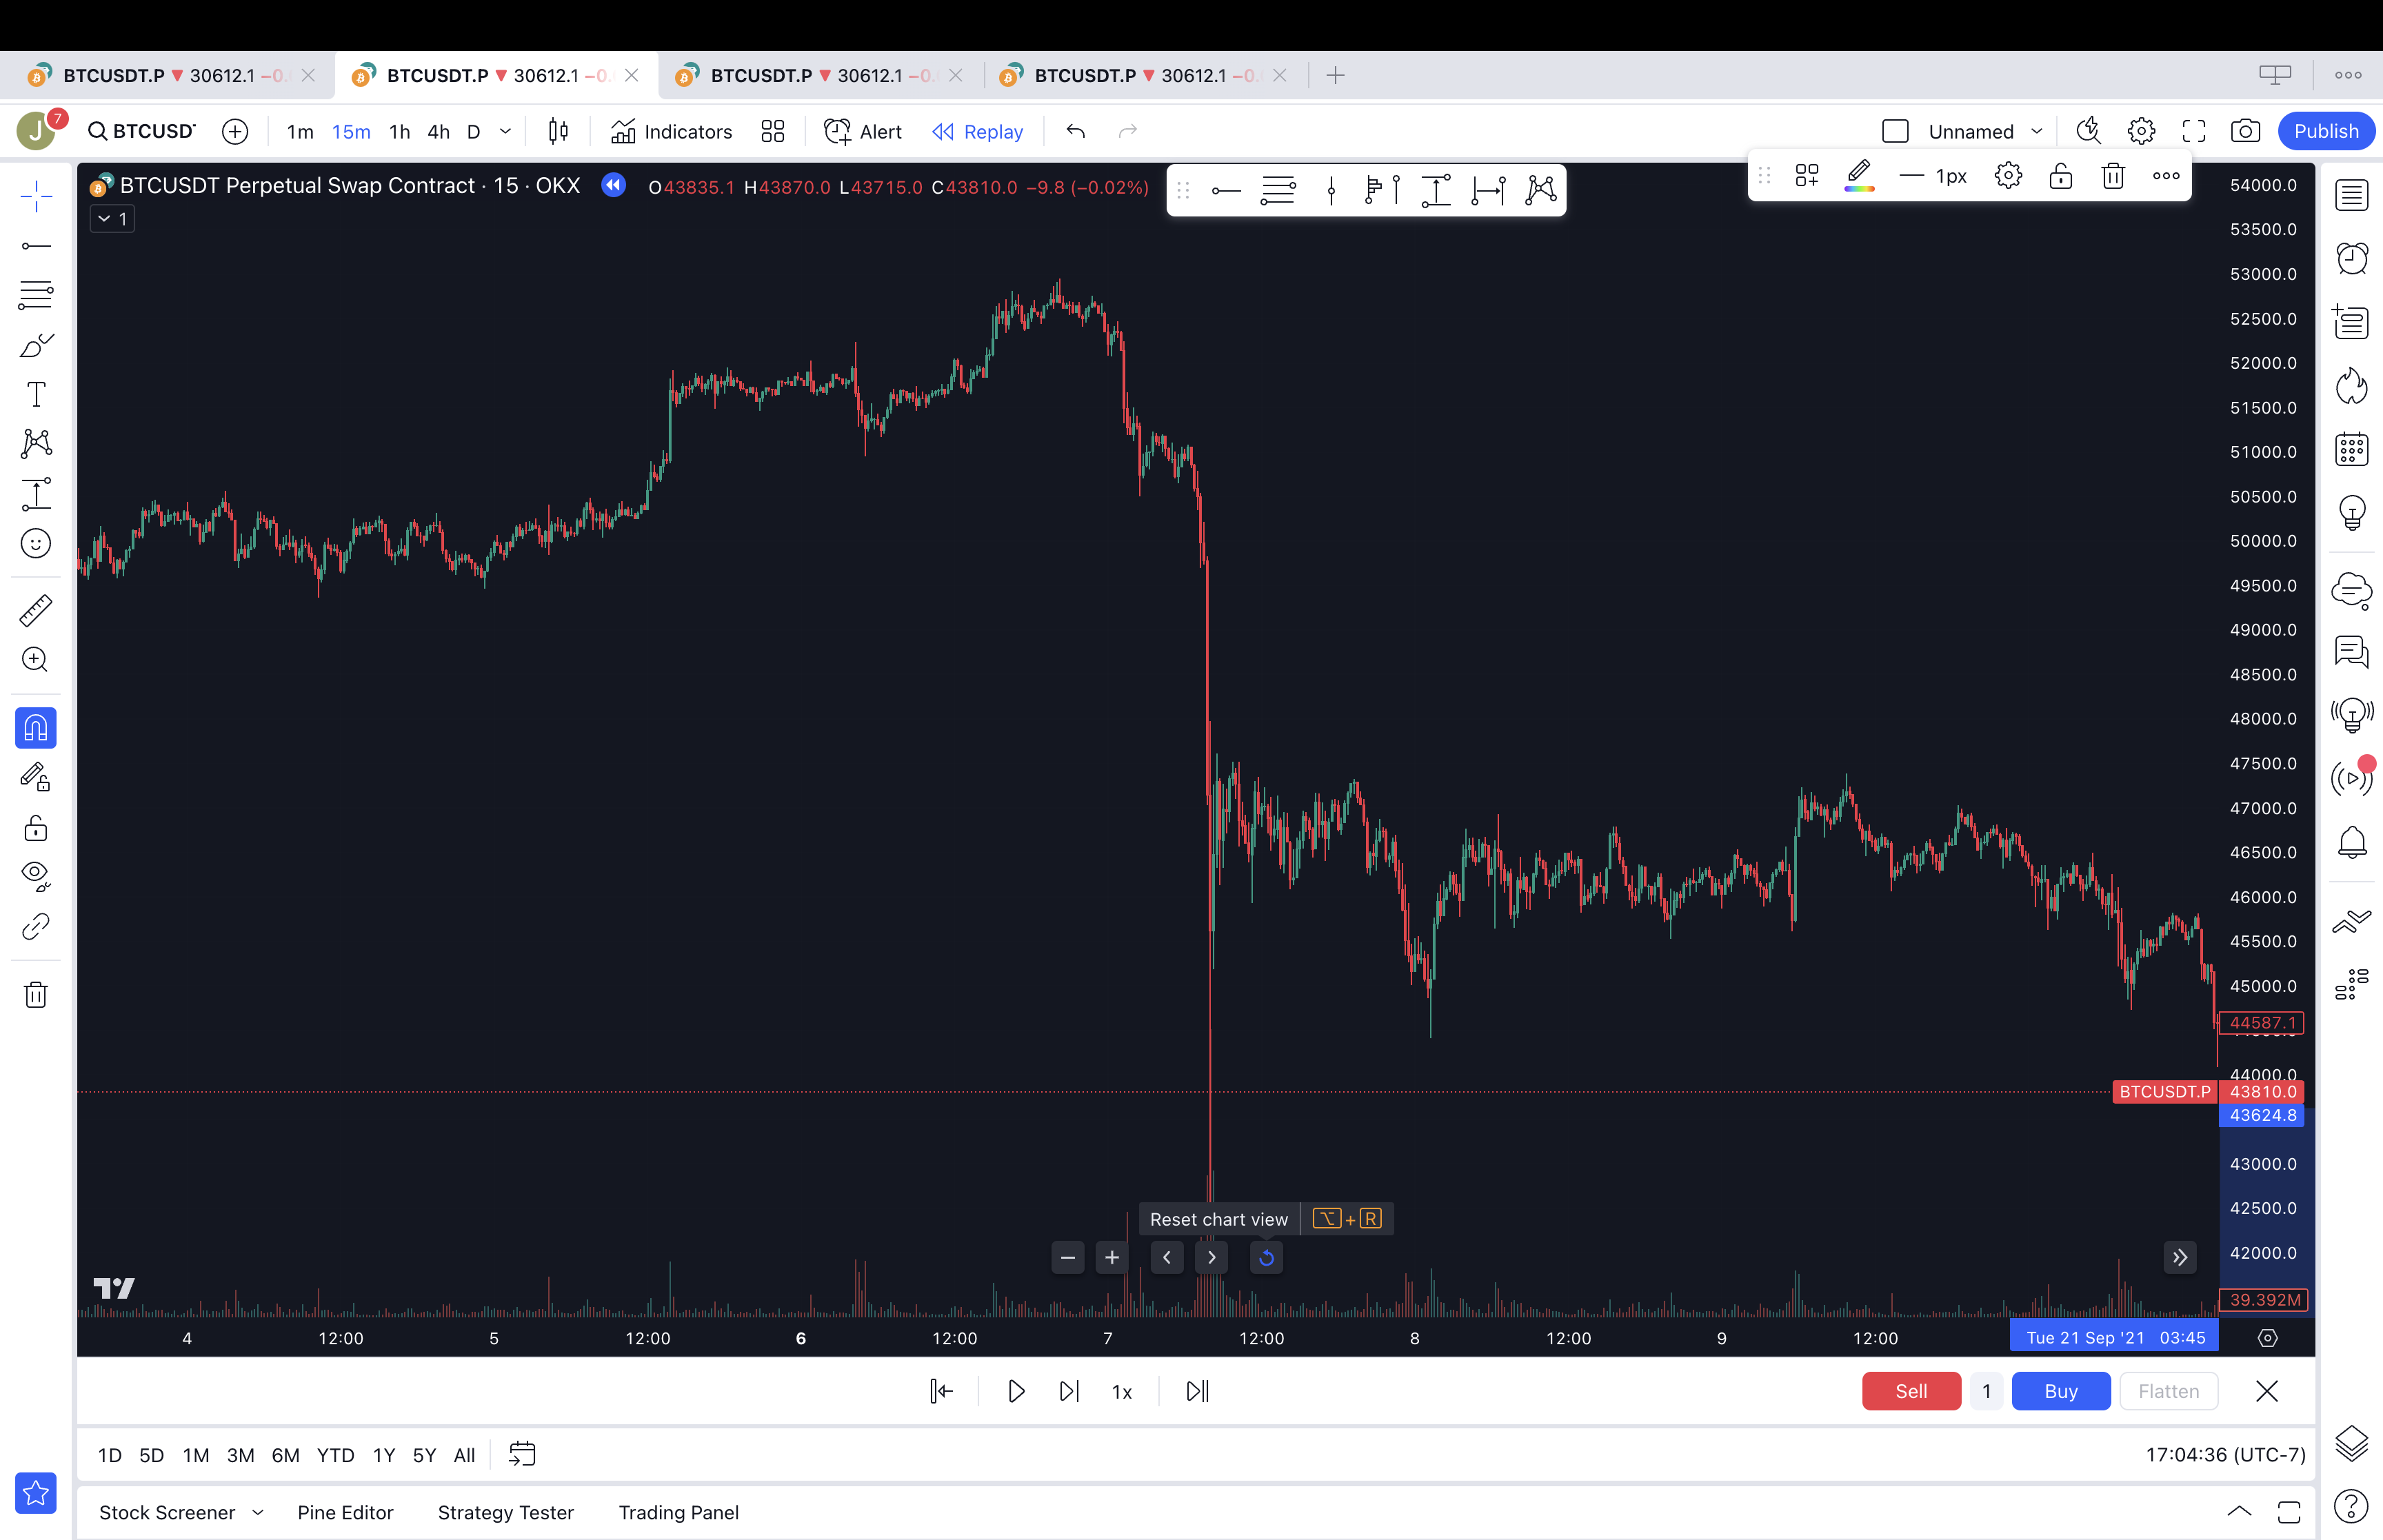 BTCUSDT.P ▼ 30612.1 −0. BTCUSDT.P ▼ 30612.1 −0. BTCUSDT.P ▼ 30612.1 −0. BTCUSDT.P ▼ 30612.1 −0.
J 7 BTCUSD 1m 15m 1h 4h D Indicators Alert Replay Unnamed Publish
BTCUSDT Perpetual Swap Contract · 15 · OKX O43835.1 H43870.0 L43715.0 C43810.0 −9.8 (−0.02%)
1px
1
54000.0
53500.0
53000.0
52500.0
52000.0
51500.0
51000.0
50500.0
50000.0
49500.0
49000.0
48500.0
48000.0
47500.0
47000.0
46500.0
46000.0
45500.0
45000.0
44587.1
44000.0
BTCUSDT.P 43810.0
43624.8
43000.0
42500.0
42000.0
39.392M
Reset chart view ⌥ + R
4 12:00 5 12:00 6 12:00 7 12:00 8 12:00 9 12:00 Tue 21 Sep '21 03:45
1x Sell 1 Buy Flatten
1D 5D 1M 3M 6M YTD 1Y 5Y All 17:04:36 (UTC-7)
Stock Screener Pine Editor Strategy Tester Trading Panel